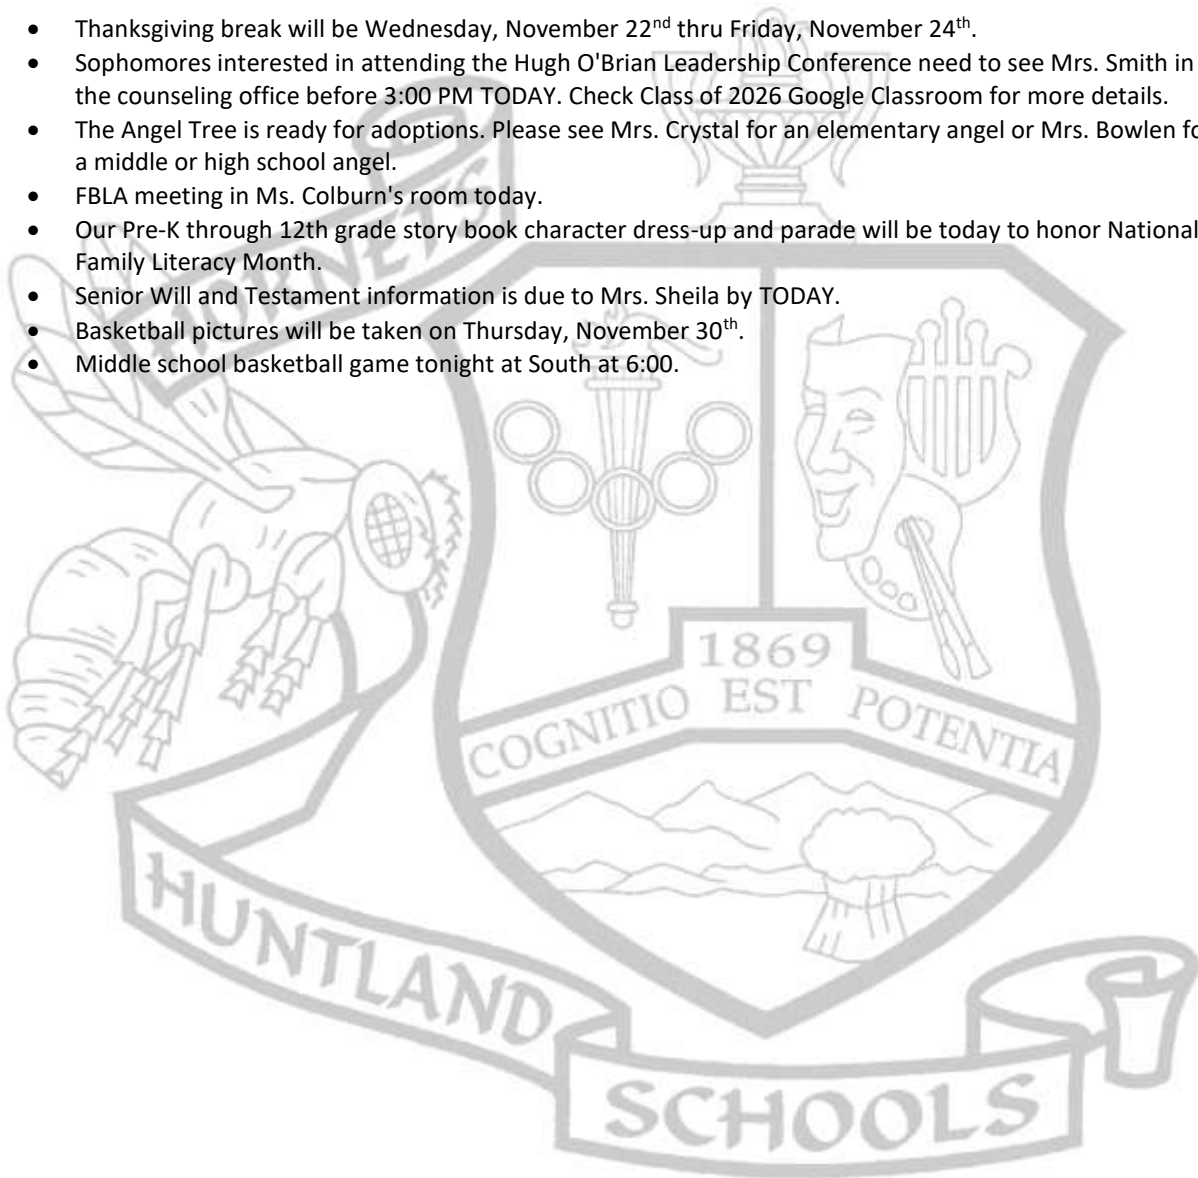 • Thanksgiving break will be Wednesday, November 22nd thru Friday, November 24th.
• Sophomores interested in attending the Hugh O'Brian Leadership Conference need to see Mrs. Smith in
the counseling office before 3:00 PM TODAY. Check Class of 2026 Google Classroom for more details.
• The Angel Tree is ready for adoptions. Please see Mrs. Crystal for an elementary angel or Mrs. Bowlen fo
a middle or high school angel.
• FBLA meeting in Ms. Colburn's room today.
• Our Pre-K through 12th grade story book character dress-up and parade will be today to honor National
Family Literacy Month.
• Senior Will and Testament information is due to Mrs. Sheila by TODAY.
• Basketball pictures will be taken on Thursday, November 30th.
• Middle school basketball game tonight at South at 6:00.
HORNETS
1869
COGNITIO EST POTENTIA
HUNTLAND
SCHOOLS